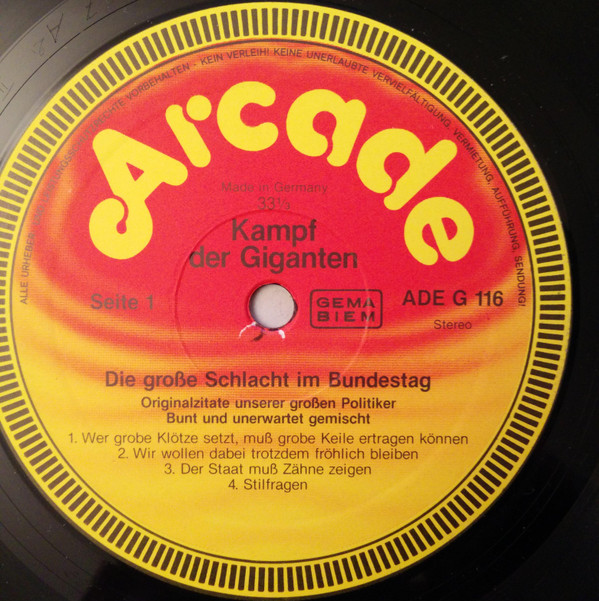 ALLE URHEBER- RECHTE VORBEHALTEN - KEIN VERLEIH! KEINE UNERLAUBTE VERVIELFÄLTIGUNG, VERMIETUNG, AUFFÜHRUNG, SENDUNG!
Arcade
Made in Germany
33⅓
Kampf
der Giganten
Seite 1
GEMA
BIEM
ADE G 116
Stereo
Die große Schlacht im Bundestag
Originalzitate unserer großen Politiker
Bunt und unerwartet gemischt
1. Wer grobe Klötze setzt, muß grobe Keile ertragen können
2. Wir wollen dabei trotzdem fröhlich bleiben
3. Der Staat muß Zähne zeigen
4. Stilfragen